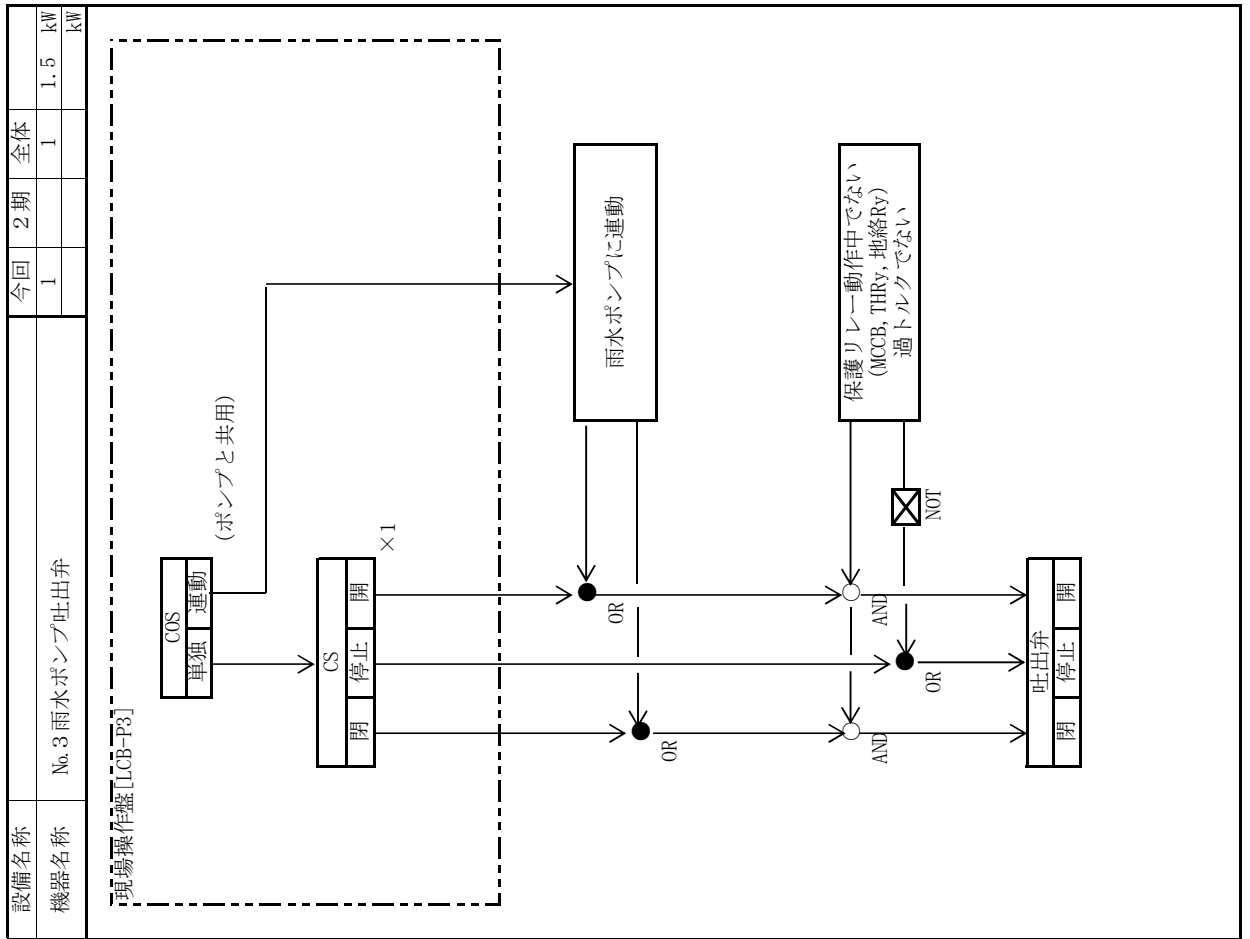 設備名称 今回 2期 全体
機器名称 No.3雨水ポンプ吐出弁 1 1 1.5 kW
kW
現場操作盤[LCB-P3]
COS
単独 連動
(ポンプと共用)
CS
閉 停止 開
×1
雨水ポンプに連動
OR
OR
保護リレー動作中でない
(MCCB,THRy,地絡Ry)
過トルクでない
AND
AND
NOT
OR
吐出弁
閉 停止 開